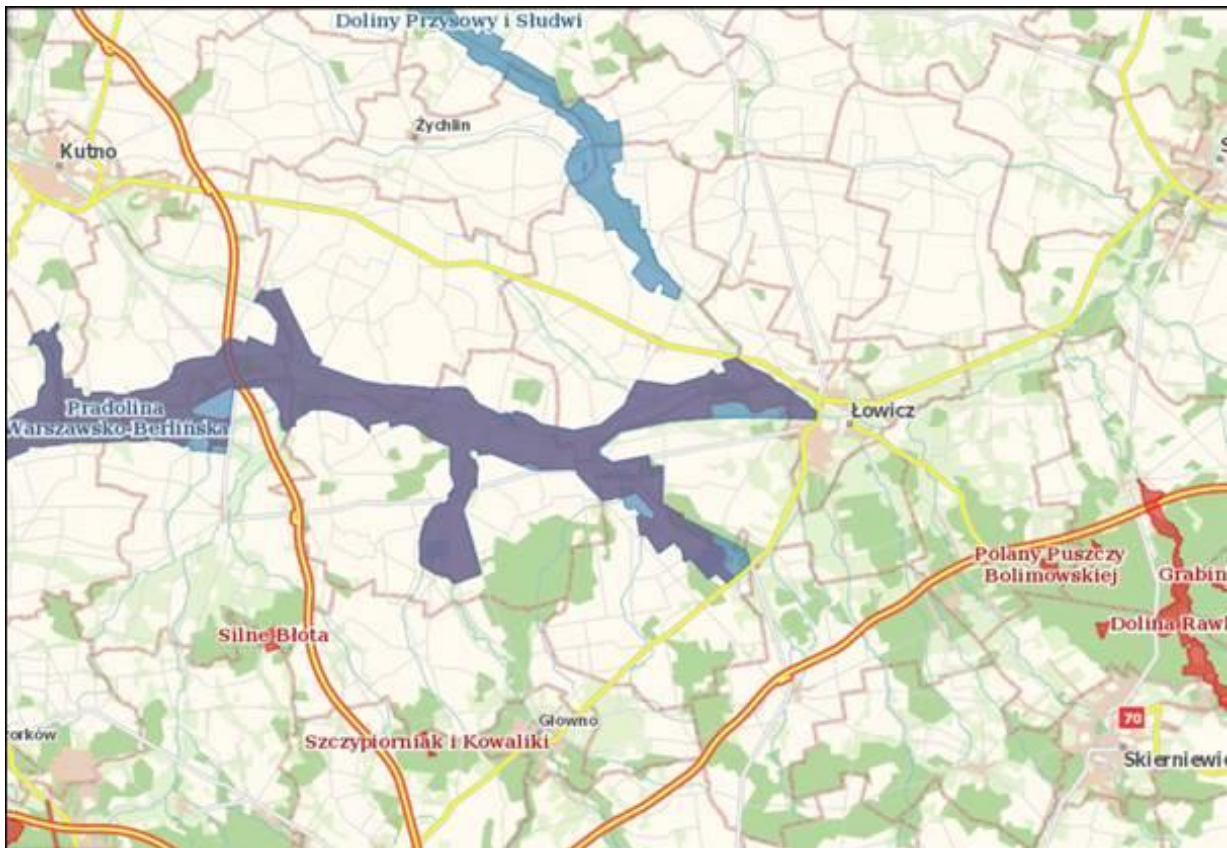 Doliny Przysowy i Słudwi
Żychlin
Kutno
S
Pradolina
Warszawsko-Berlińska
Łowicz
Polany Puszczy
Bolimowskiej
Grabin
Silne Błota
Dolina Rawk
Szczypiorniak i Kowaliki
Głowno
70
orków
Skierniewic